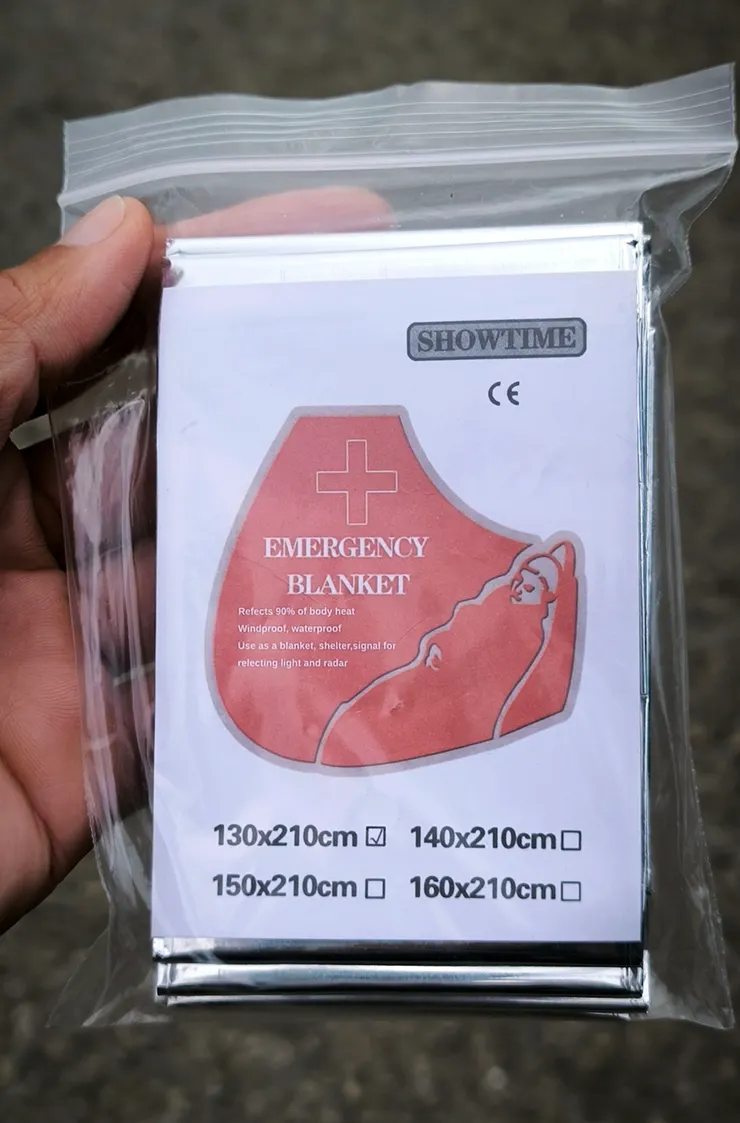 SHOWTIME
CE
EMERGENCY
BLANKET
Refects 90% of body heat
Windproof, waterproof
Use as a blanket, shelter,signal for
relecting light and radar
130x210cm ☑ 140x210cm ☐
150x210cm ☐ 160x210cm ☐